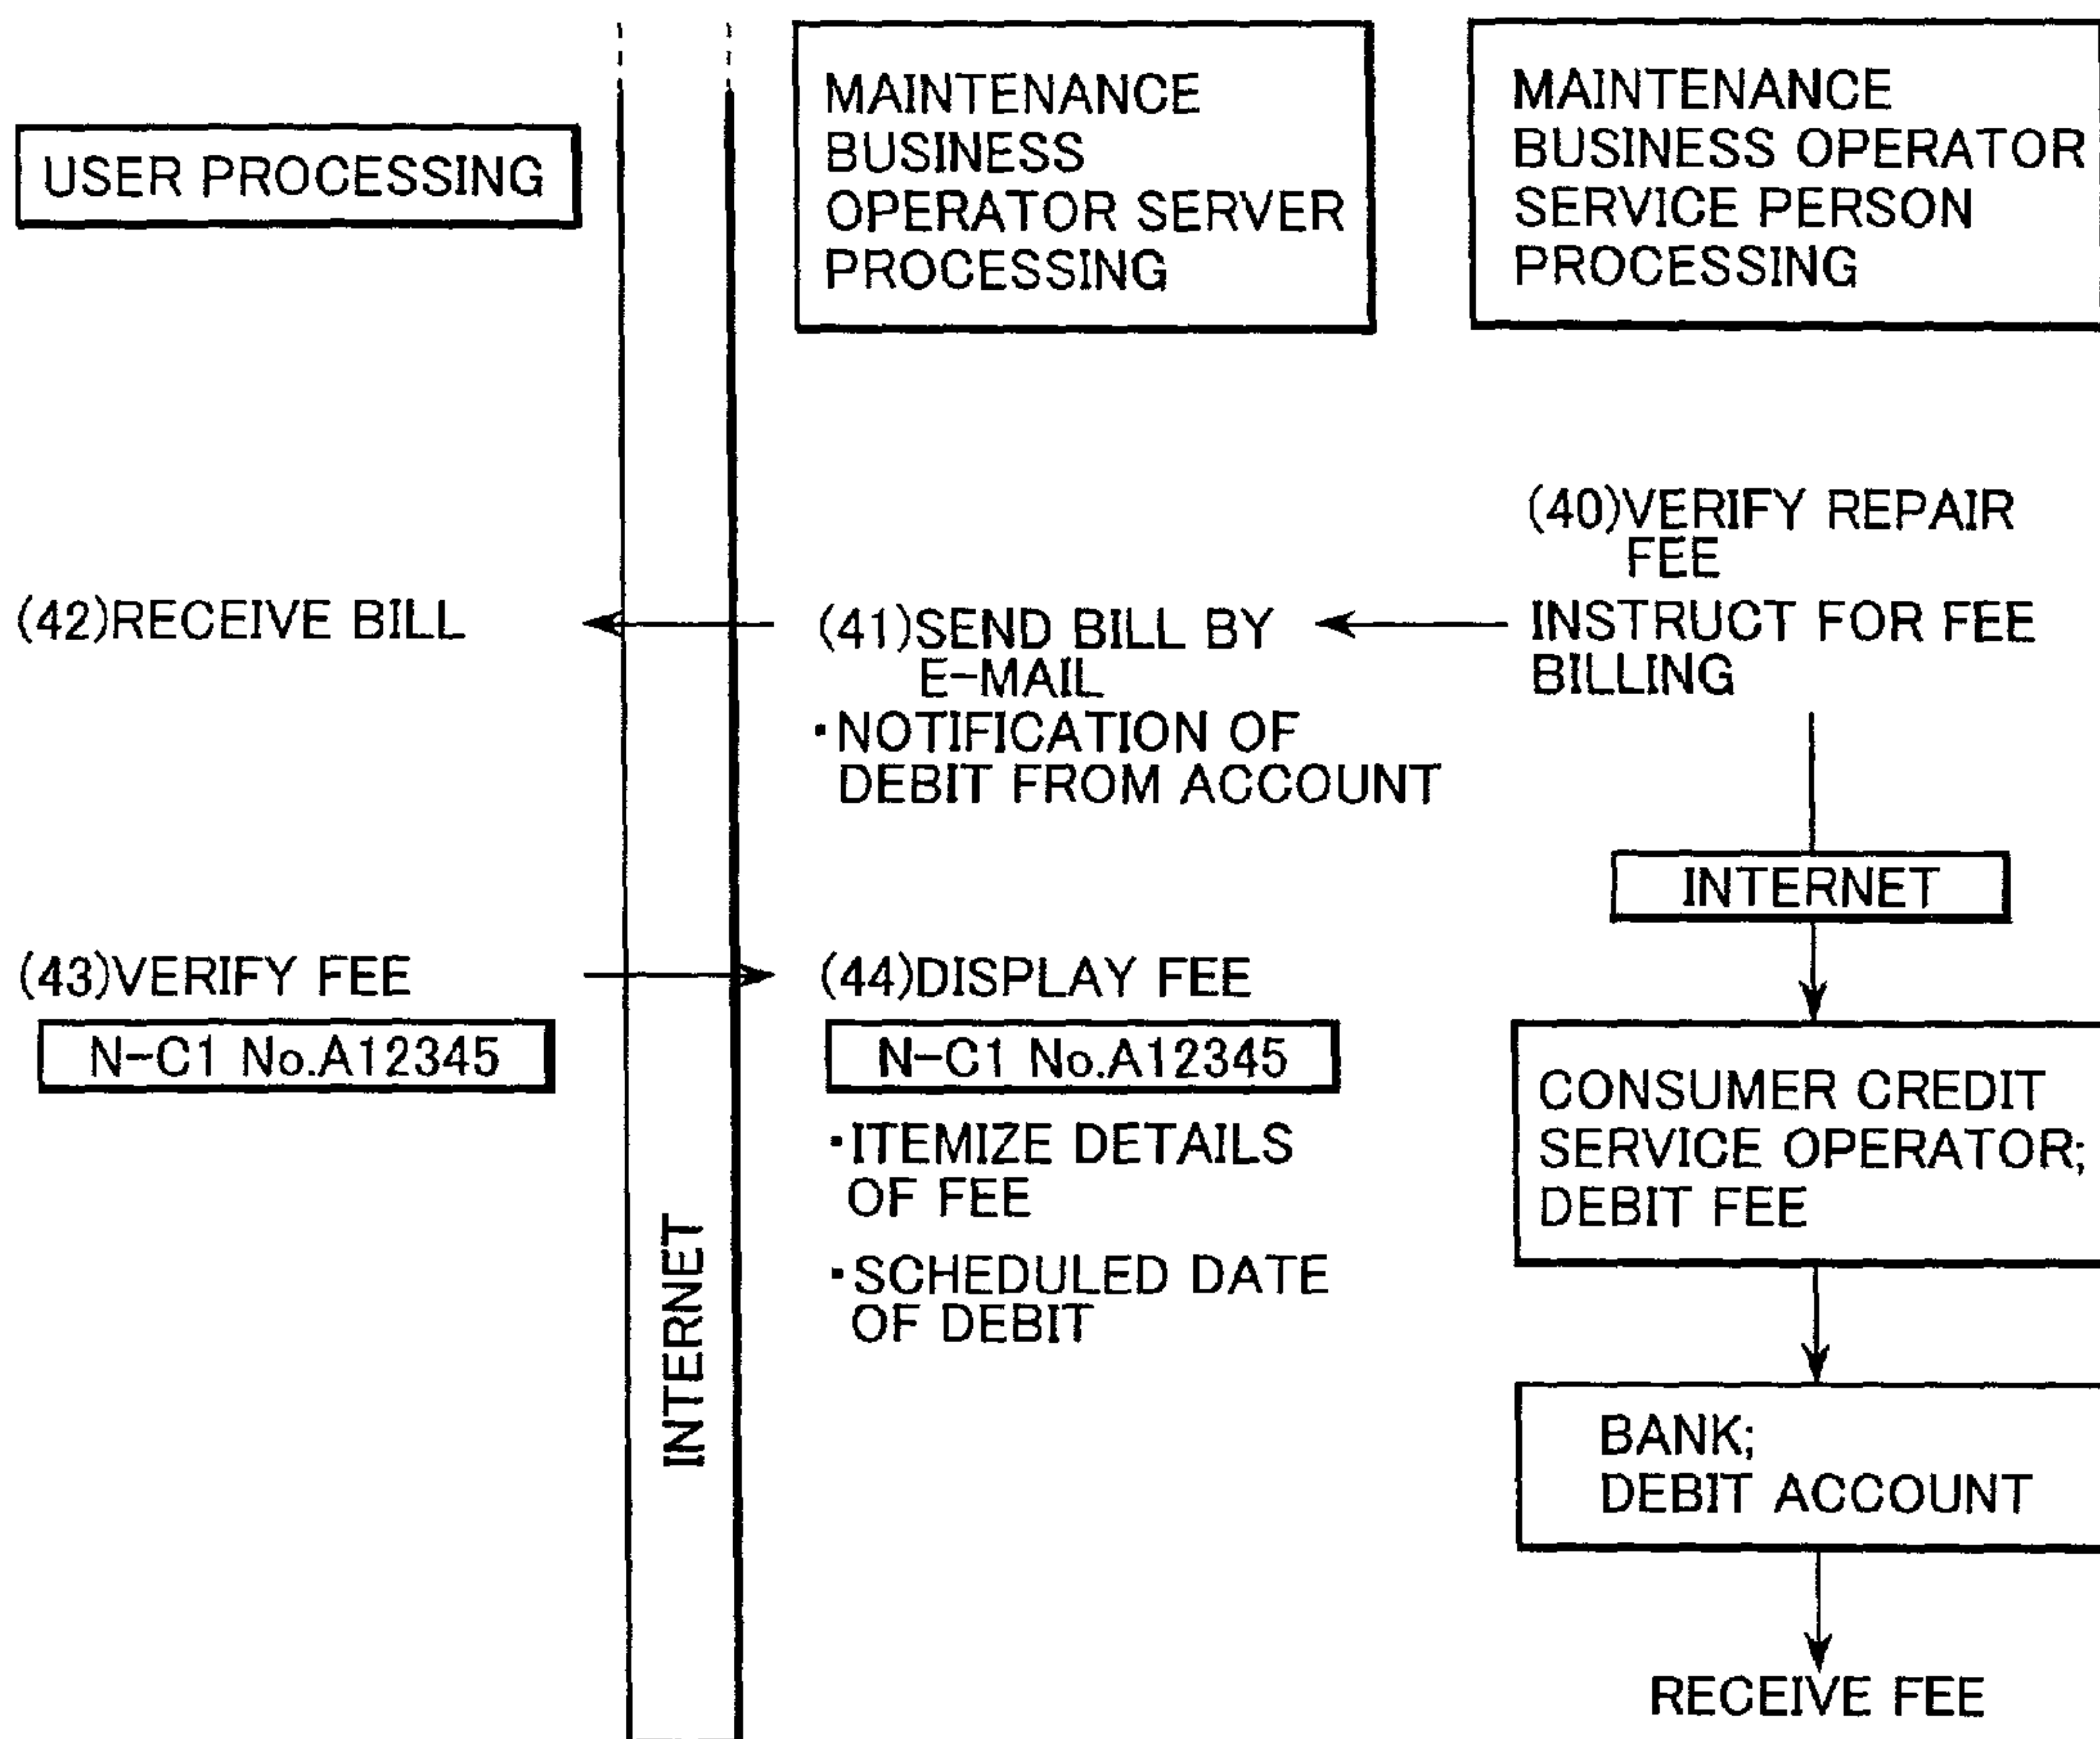 USER PROCESSING
MAINTENANCE
BUSINESS
OPERATOR SERVER
PROCESSING
MAINTENANCE
BUSINESS OPERATOR
SERVICE PERSON
PROCESSING
(40)VERIFY REPAIR
FEE
INSTRUCT FOR FEE
BILLING
(41)SEND BILL BY
E-MAIL
・NOTIFICATION OF
DEBIT FROM ACCOUNT
(42)RECEIVE BILL
(43)VERIFY FEE
N-C1 No.A12345
(44)DISPLAY FEE
N-C1 No.A12345
・ITEMIZE DETAILS
OF FEE
・SCHEDULED DATE
OF DEBIT
INTERNET
INTERNET
CONSUMER CREDIT
SERVICE OPERATOR;
DEBIT FEE
BANK;
DEBIT ACCOUNT
RECEIVE FEE